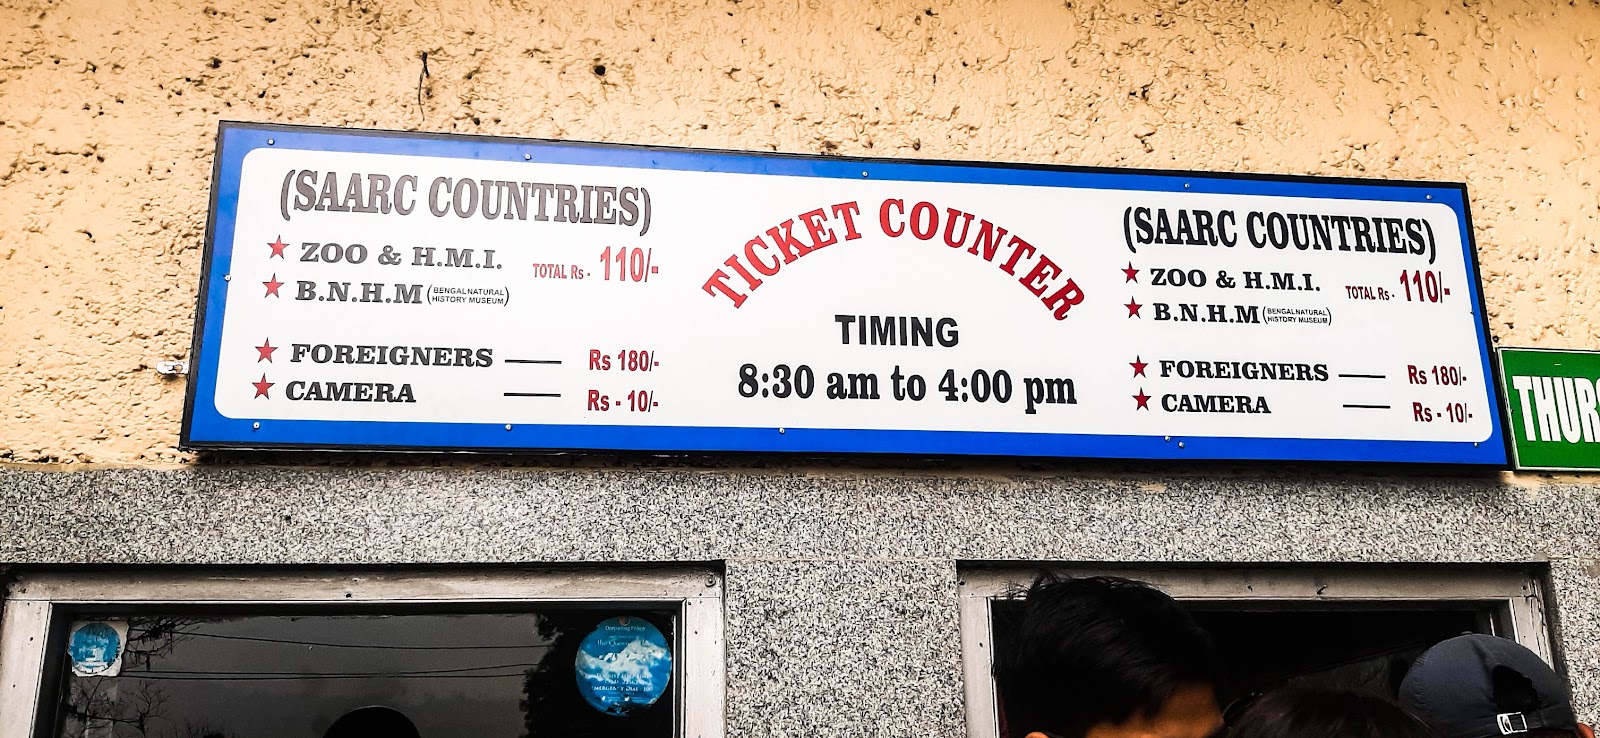 (SAARC COUNTRIES)
★ ZOO & H.M.I. TOTAL Rs - 110/-
★ B.N.H.M (BENGAL NATURAL HISTORY MUSEUM)
★ FOREIGNERS —— Rs 180/-
★ CAMERA —— Rs - 10/-
TICKET COUNTER
TIMING
8:30 am to 4:00 pm
(SAARC COUNTRIES)
★ ZOO & H.M.I. TOTAL Rs - 110/-
★ B.N.H.M (BENGAL NATURAL HISTORY MUSEUM)
★ FOREIGNERS —— Rs 180/-
★ CAMERA —— Rs - 10/-
THURS